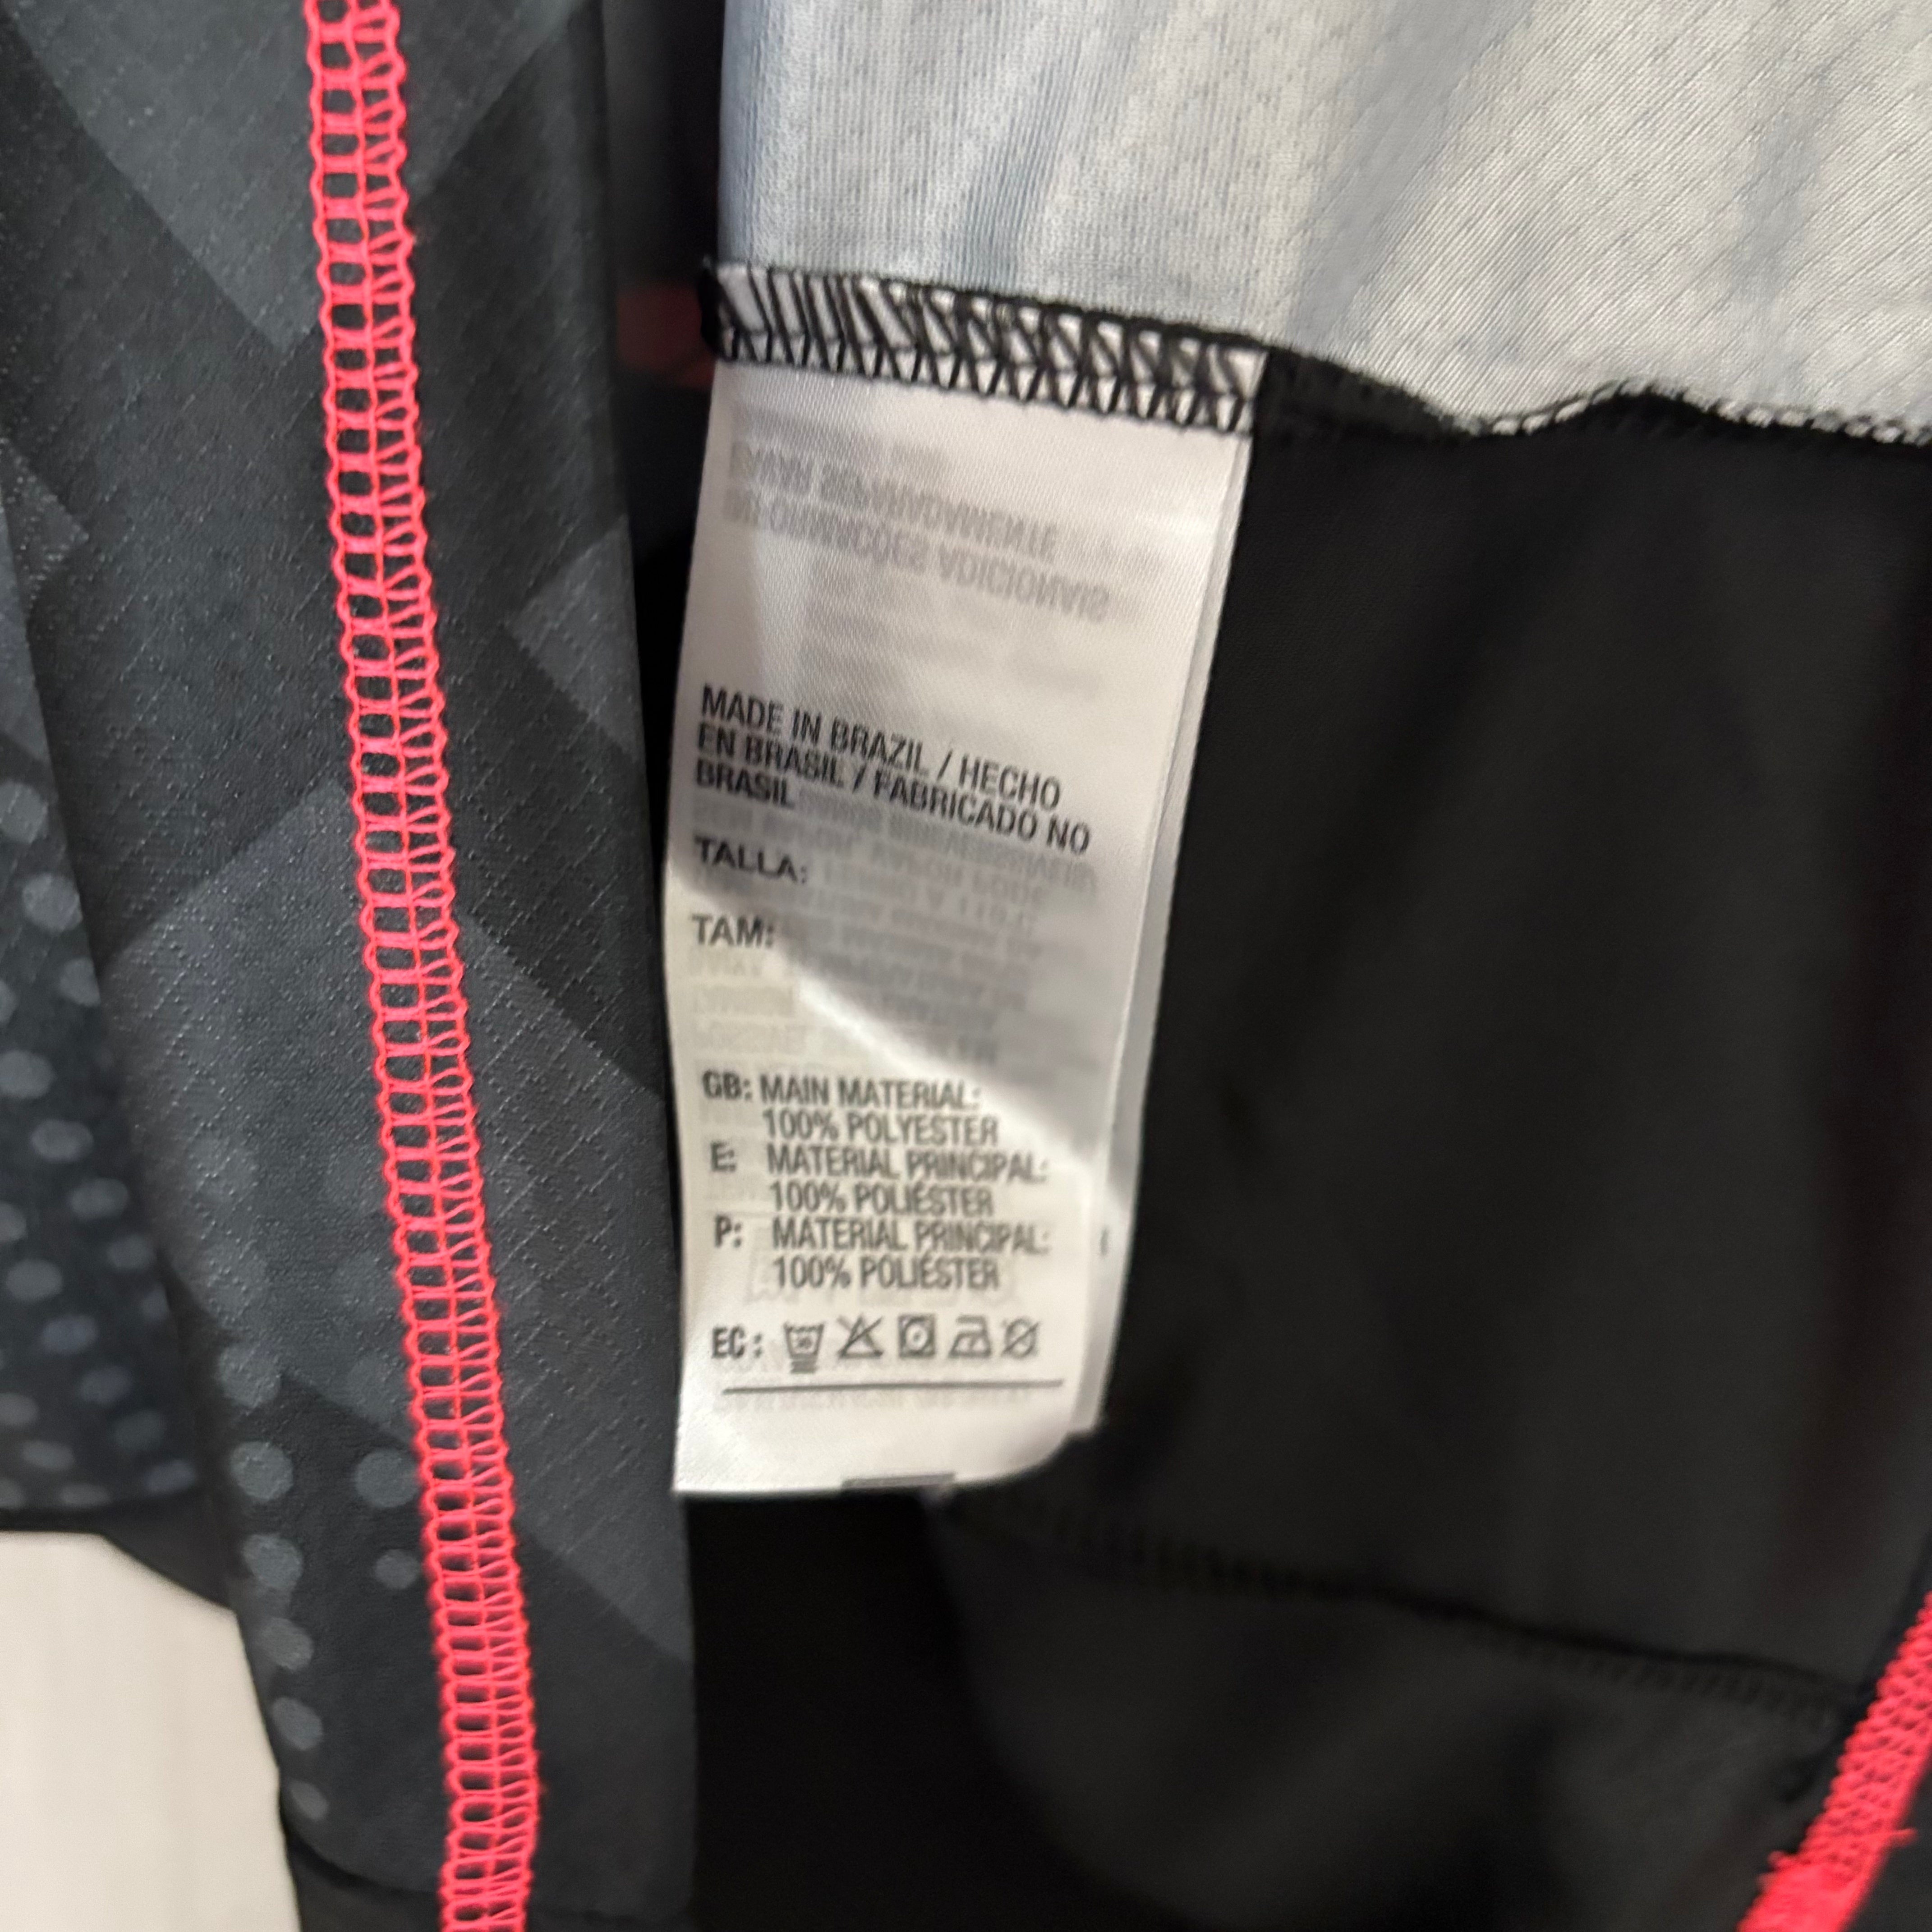 MADE IN BRAZIL / HECHO
EN BRASIL / FABRICADO NO
BRASIL
TALLA:
TAM:
GB: MAIN MATERIAL:
100% POLYESTER
E: MATERIAL PRINCIPAL:
100% POLIÉSTER
P: MATERIAL PRINCIPAL:
100% POLIÉSTER
EC: